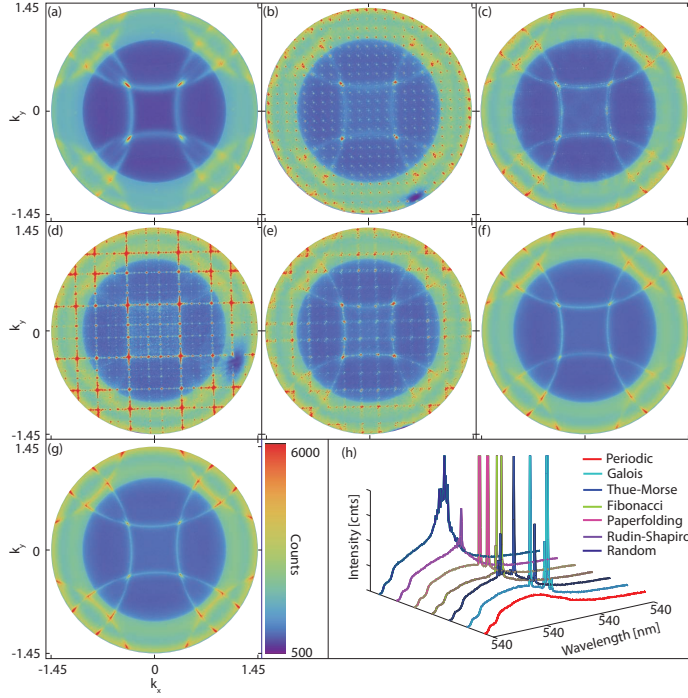 (a) (b) (c)
1.45
k_y 0
-1.45
(d) (e) (f)
1.45
k_y 0
-1.45
(g) (h)
1.45
k_y 0
-1.45
-1.45 0 1.45
k_x
6000
Counts
500
Intensity [cnts]
Periodic
Galois
Thue-Morse
Fibonacci
Paperfolding
Rudin-Shapiro
Random
540 540 540 540
Wavelength [nm]